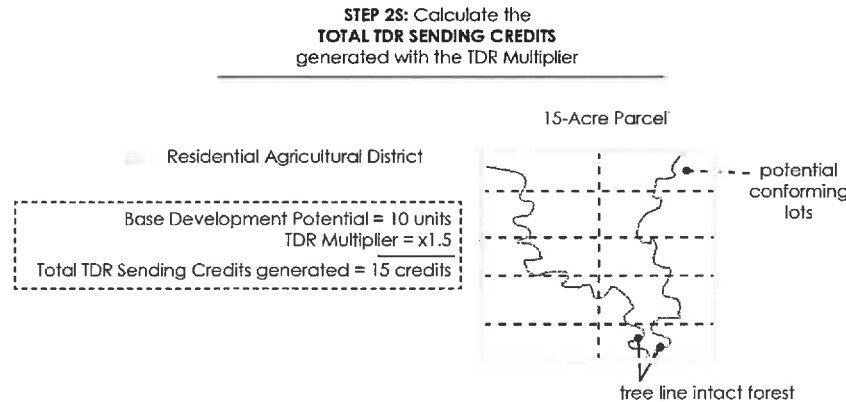 STEP 2S: Calculate the
TOTAL TDR SENDING CREDITS
generated with the TDR Multiplier
15-Acre Parcel
Residential Agricultural District
potential
conforming
lots
Base Development Potential = 10 units
TDR Multiplier = x1.5
Total TDR Sending Credits generated = 15 credits
tree line intact forest